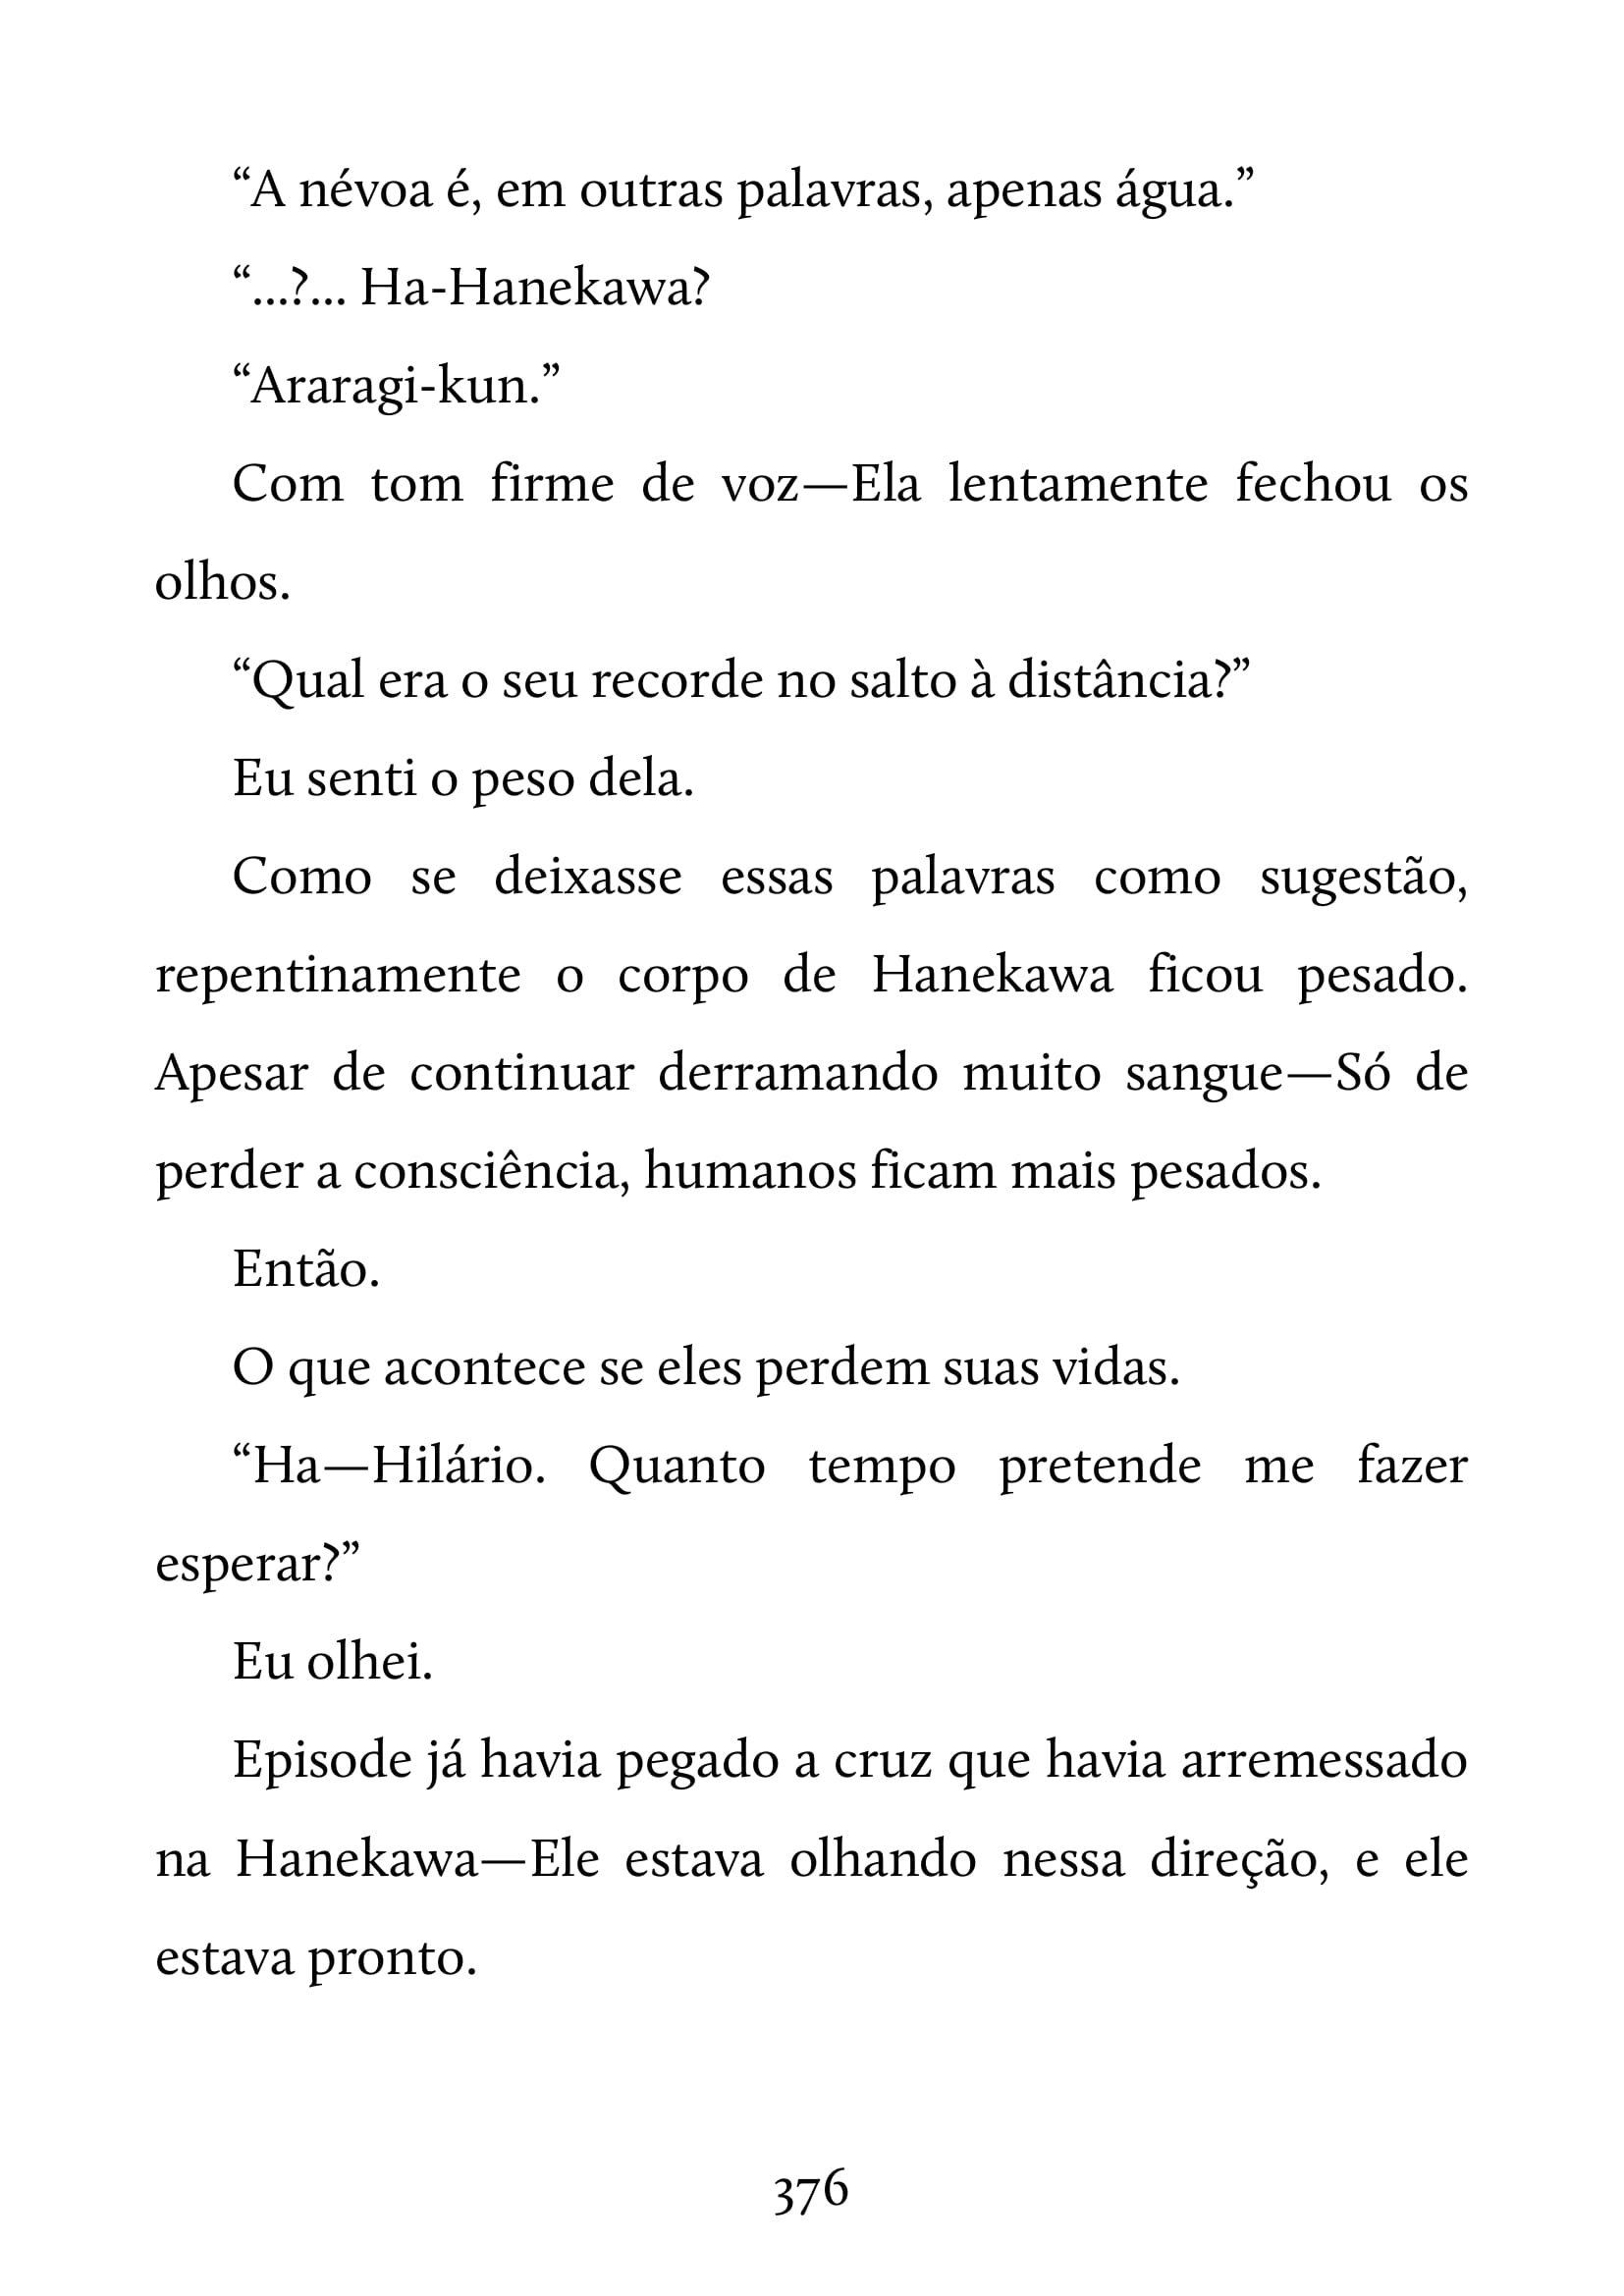 “A névoa é, em outras palavras, apenas água.”
“...?... Ha-Hanekawa?
“Araragi-kun.”
Com tom firme de voz—Ela lentamente fechou os
olhos.
“Qual era o seu recorde no salto à distância?”
Eu senti o peso dela.
Como se deixasse essas palavras como sugestão,
repentinamente o corpo de Hanekawa ficou pesado.
Apesar de continuar derramando muito sangue—Só de
perder a consciência, humanos ficam mais pesados.
Então.
O que acontece se eles perdem suas vidas.
“Ha—Hilário. Quanto tempo pretende me fazer
esperar?”
Eu olhei.
Episode já havia pegado a cruz que havia arremessado
na Hanekawa—Ele estava olhando nessa direção, e ele
estava pronto.
376